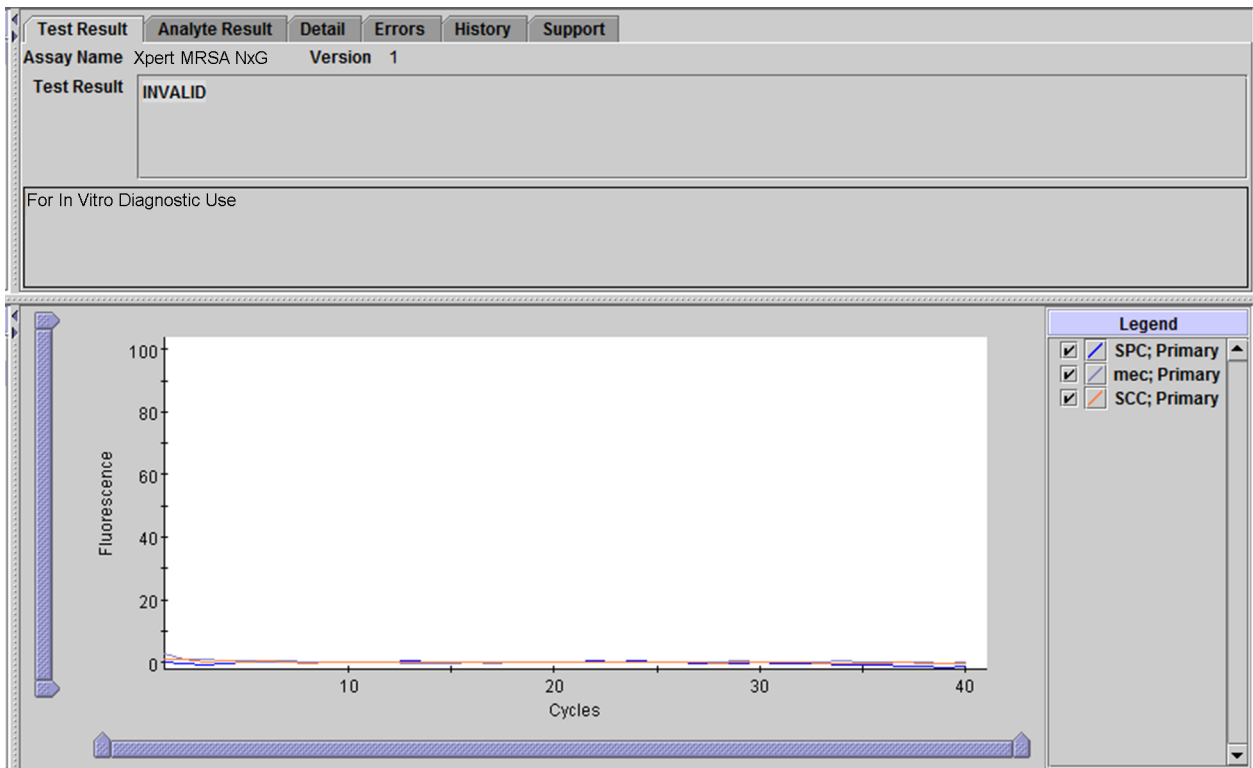 Test Result Analyte Result Detail Errors History Support
Assay Name Xpert MRSA NxG Version 1
Test Result INVALID
For In Vitro Diagnostic Use
Legend
SPC; Primary
mec; Primary
SCC; Primary
100
80
60
40
20
0
Fluorescence
10 20 30 40
Cycles